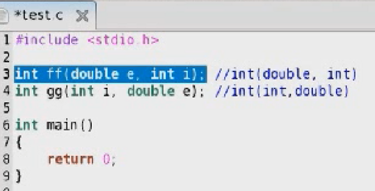 *test.c
1 #include <stdio.h>
2
3 int ff(double e, int i); //int(double, int)
4 int gg(int i, double e); //int(int,double)
5
6 int main()
7 {
8 return 0;
9 }